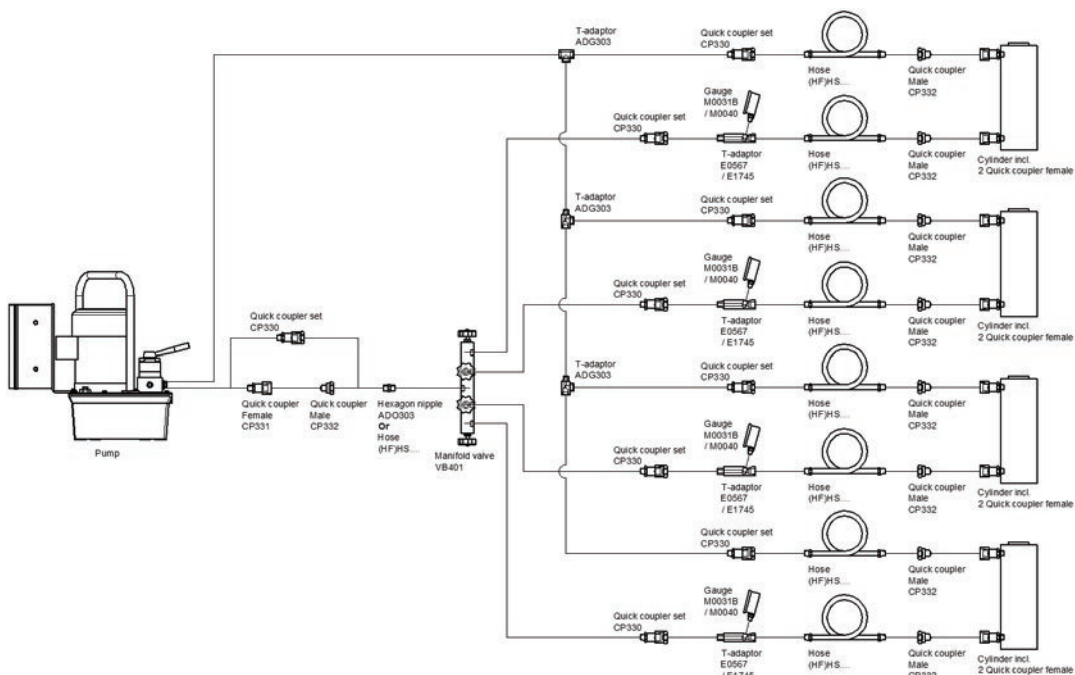 T-adaptor
ADG303
Quick coupler set
CP330
Hose
(HF)HS....
Quick coupler
Male
CP332
Gauge
M0031B
/ M0040
Quick coupler set
CP330
T-adaptor
E0567
/ E1745
Hose
(HF)HS....
Quick coupler
Male
CP332
Cylinder incl.
2 Quick coupler female
T-adaptor
ADG303
Quick coupler set
CP330
Hose
(HF)HS....
Quick coupler
Male
CP332
Gauge
M0031B
/ M0040
Quick coupler set
CP330
T-adaptor
E0567
/ E1745
Hose
(HF)HS....
Quick coupler
Male
CP332
Cylinder incl.
2 Quick coupler female
Quick coupler set
CP330
Quick coupler
Female
CP331
Quick coupler
Male
CP332
Hexagon nipple
ADO303
Or
Hose
(HF)HS....
Manifold valve
VB401
Pump
T-adaptor
ADG303
Quick coupler set
CP330
Hose
(HF)HS....
Quick coupler
Male
CP332
Gauge
M0031B
/ M0040
Quick coupler set
CP330
T-adaptor
E0567
/ E1745
Hose
(HF)HS....
Quick coupler
Male
CP332
Cylinder incl.
2 Quick coupler female
Quick coupler set
CP330
Hose
(HF)HS....
Quick coupler
Male
CP332
Gauge
M0031B
/ M0040
Quick coupler set
CP330
T-adaptor
E0567
/ E1745
Hose
(HF)HS....
Quick coupler
Male
CP332
Cylinder incl.
2 Quick coupler female